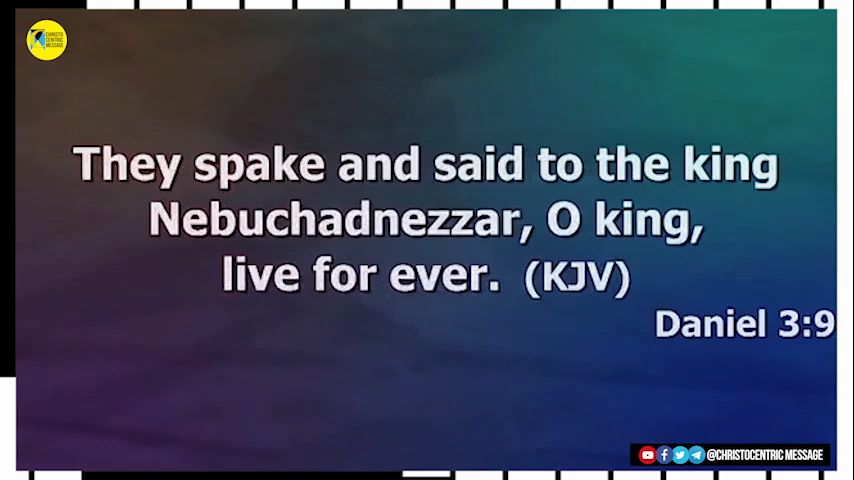 CHRISTO
CENTRIC
MESSAGE
They spake and said to the king
Nebuchadnezzar, O king,
live for ever. (KJV)
Daniel 3:9
@CHRISTOCENTRIC MESSAGE